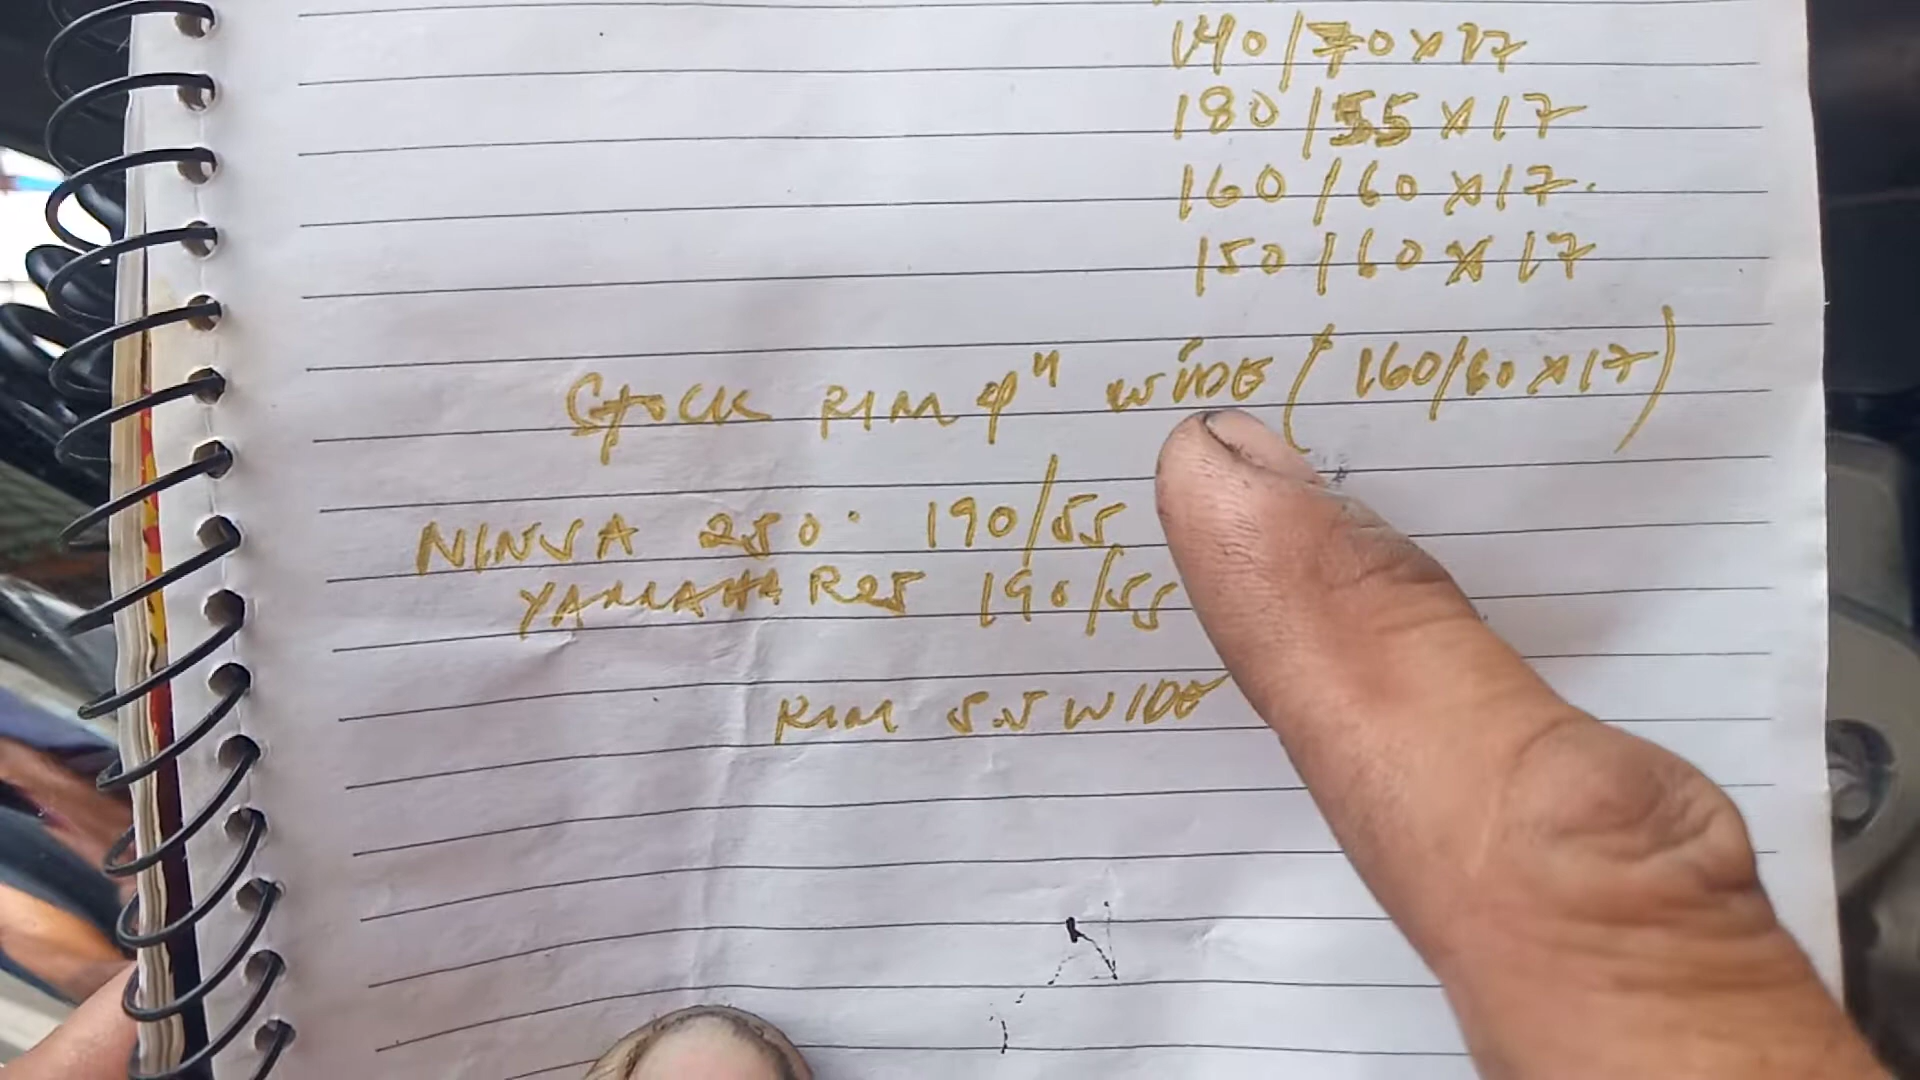 140/70x17
180/55x17
160/60x17.
150/60x17
STOCK RIM 4" WIDE (160/60x17)
NINJA 250 190/55
YAMAHA R25 190/55
RIM 5.5 WIDE